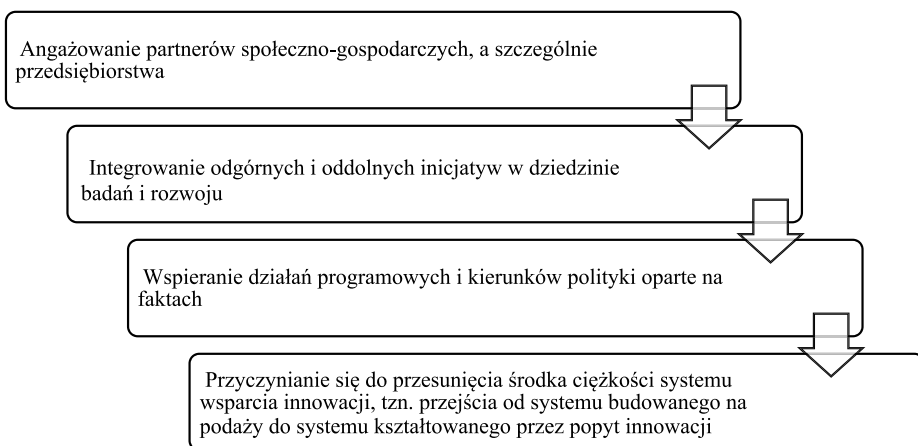 Angażowanie partnerów społeczno-gospodarczych, a szczególnie
przedsiębiorstwa
Integrowanie odgórnych i oddolnych inicjatyw w dziedzinie
badań i rozwoju
Wspieranie działań programowych i kierunków polityki oparte na
faktach
Przyczynianie się do przesunięcia środka ciężkości systemu
wsparcia innowacji, tzn. przejścia od systemu budowanego na
podaży do systemu kształtowanego przez popyt innowacji